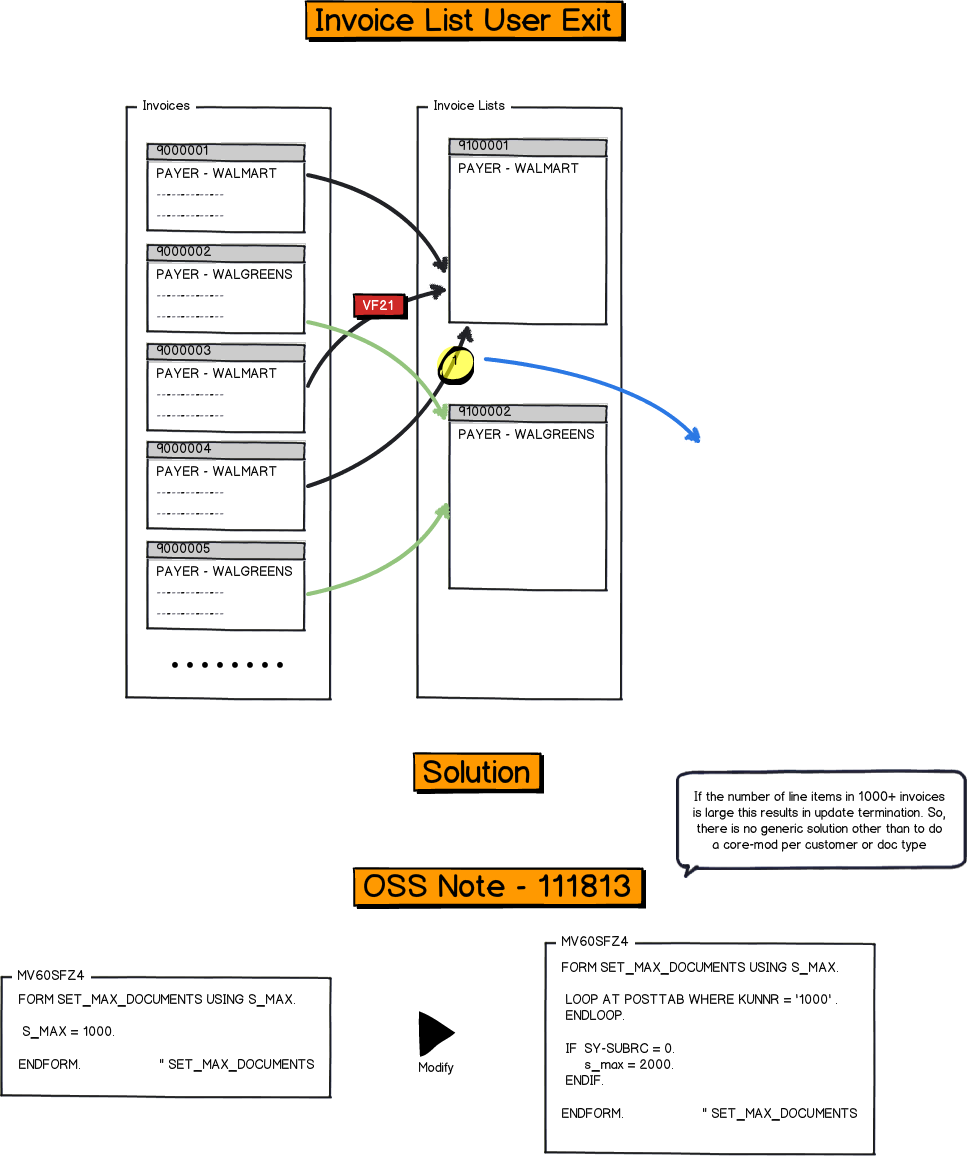 Invoice List User Exit
Invoices
9000001
PAYER - WALMART
9000002
PAYER - WALGREENS
9000003
PAYER - WALMART
9000004
PAYER - WALMART
9000005
PAYER - WALGREENS
VF21
Invoice Lists
9100001
PAYER - WALMART
1
9100002
PAYER - WALGREENS
Solution
If the number of line items in 1000+ invoices
is large this results in update termination. So,
there is no generic solution other than to do
a core-mod per customer or doc type
OSS Note - 111813
MV60SFZ4
FORM SET_MAX_DOCUMENTS USING S_MAX.
S_MAX = 1000.
ENDFORM. " SET_MAX_DOCUMENTS
Modify
MV60SFZ4
FORM SET_MAX_DOCUMENTS USING S_MAX.
LOOP AT POSTTAB WHERE KUNNR = '1000' .
ENDLOOP.
IF SY-SUBRC = 0.
s_max = 2000.
ENDIF.
ENDFORM. " SET_MAX_DOCUMENTS